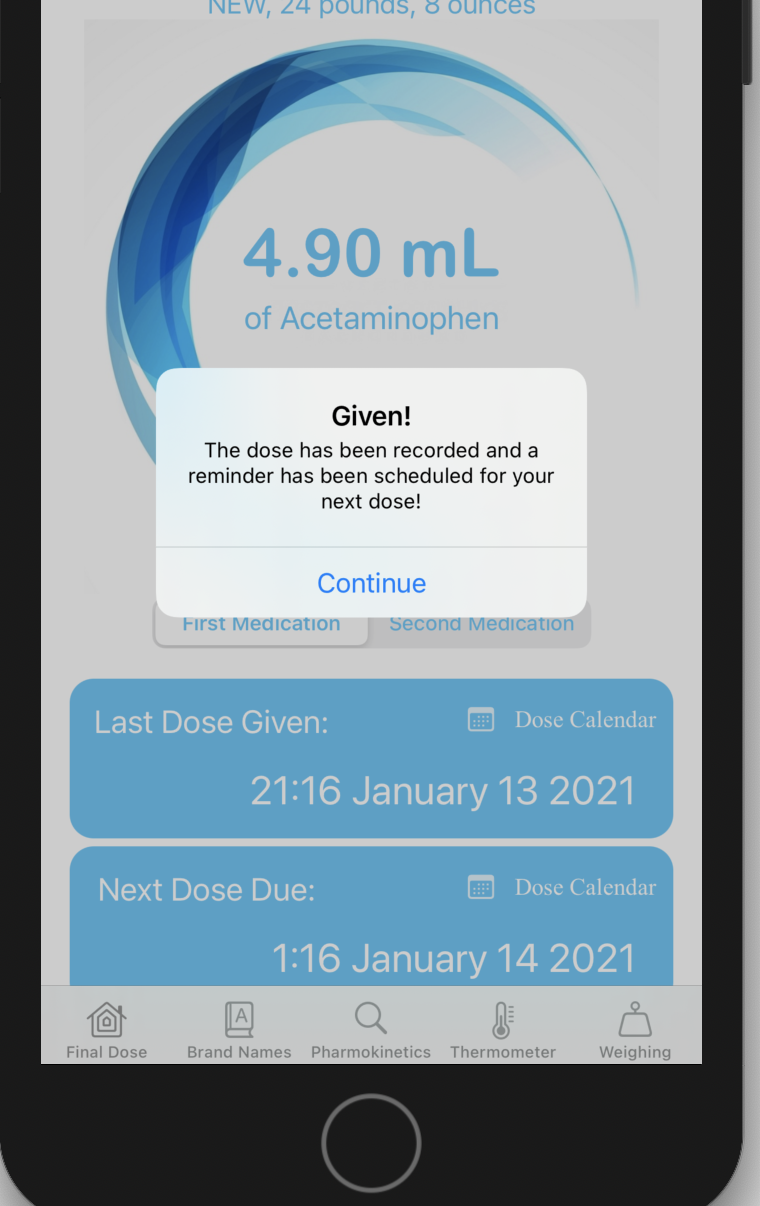 NEW, 24 pounds, 8 ounces
4.90 mL
of Acetaminophen
Given!
The dose has been recorded and a
reminder has been scheduled for your
next dose!
Continue
First Medication Second Medication
Last Dose Given: Dose Calendar
21:16 January 13 2021
Next Dose Due: Dose Calendar
1:16 January 14 2021
A
Final Dose Brand Names Pharmokinetics Thermometer Weighing